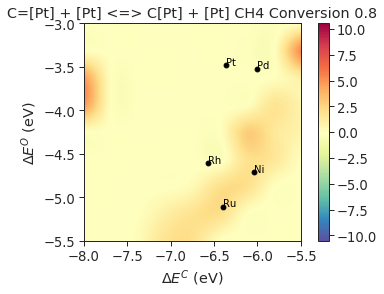 C=[Pt] + [Pt] <=> C[Pt] + [Pt] CH4 Conversion 0.8
−3.0
−3.5
−4.0
−4.5
−5.0
−5.5
ΔE^O (eV)
Pt
Pd
Rh
Ni
Ru
−8.0 −7.5 −7.0 −6.5 −6.0 −5.5
ΔE^C (eV)
10.0
7.5
5.0
2.5
0.0
−2.5
−5.0
−7.5
−10.0